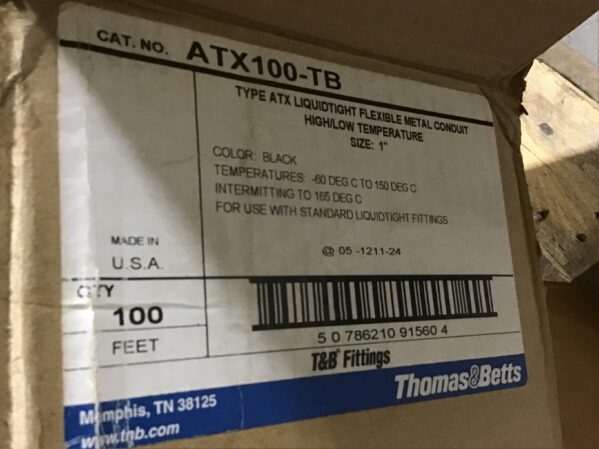 CAT. NO. ATX100-TB
TYPE ATX LIQUIDTIGHT FLEXIBLE METAL CONDUIT
HIGH/LOW TEMPERATURE
SIZE: 1"
COLOR: BLACK
TEMPERATURES: -60 DEG C TO 150 DEG C
INTERMITTING TO 165 DEG C
FOR USE WITH STANDARD LIQUIDTIGHT FITTINGS
@ 05 -1211-24
MADE IN
U.S.A.
QTY
100
FEET
5 0 786210 91560 4
T&B® Fittings
Thomas&Betts
Memphis, TN 38125
www.tnb.com